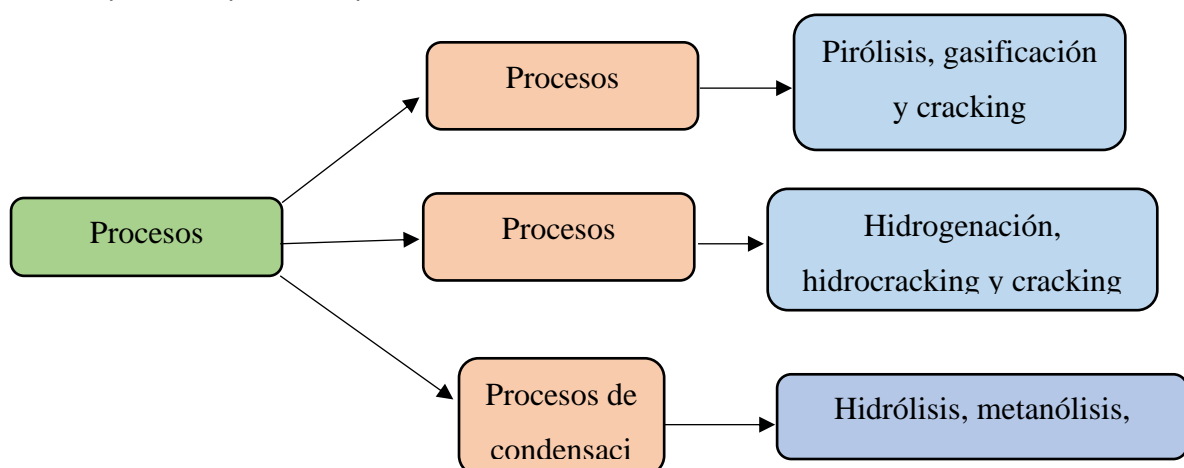 Procesos
Procesos
Pirólisis, gasificación
y cracking
Procesos
Hidrogenación,
hidrocracking y cracking
Procesos de
condensaci
Hidrólisis, metanólisis,